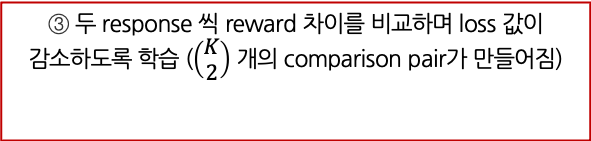 ③ 두 response 씩 reward 차이를 비교하며 loss 값이
감소하도록 학습 ($\binom{K}{2}$ 개의 comparison pair가 만들어짐)